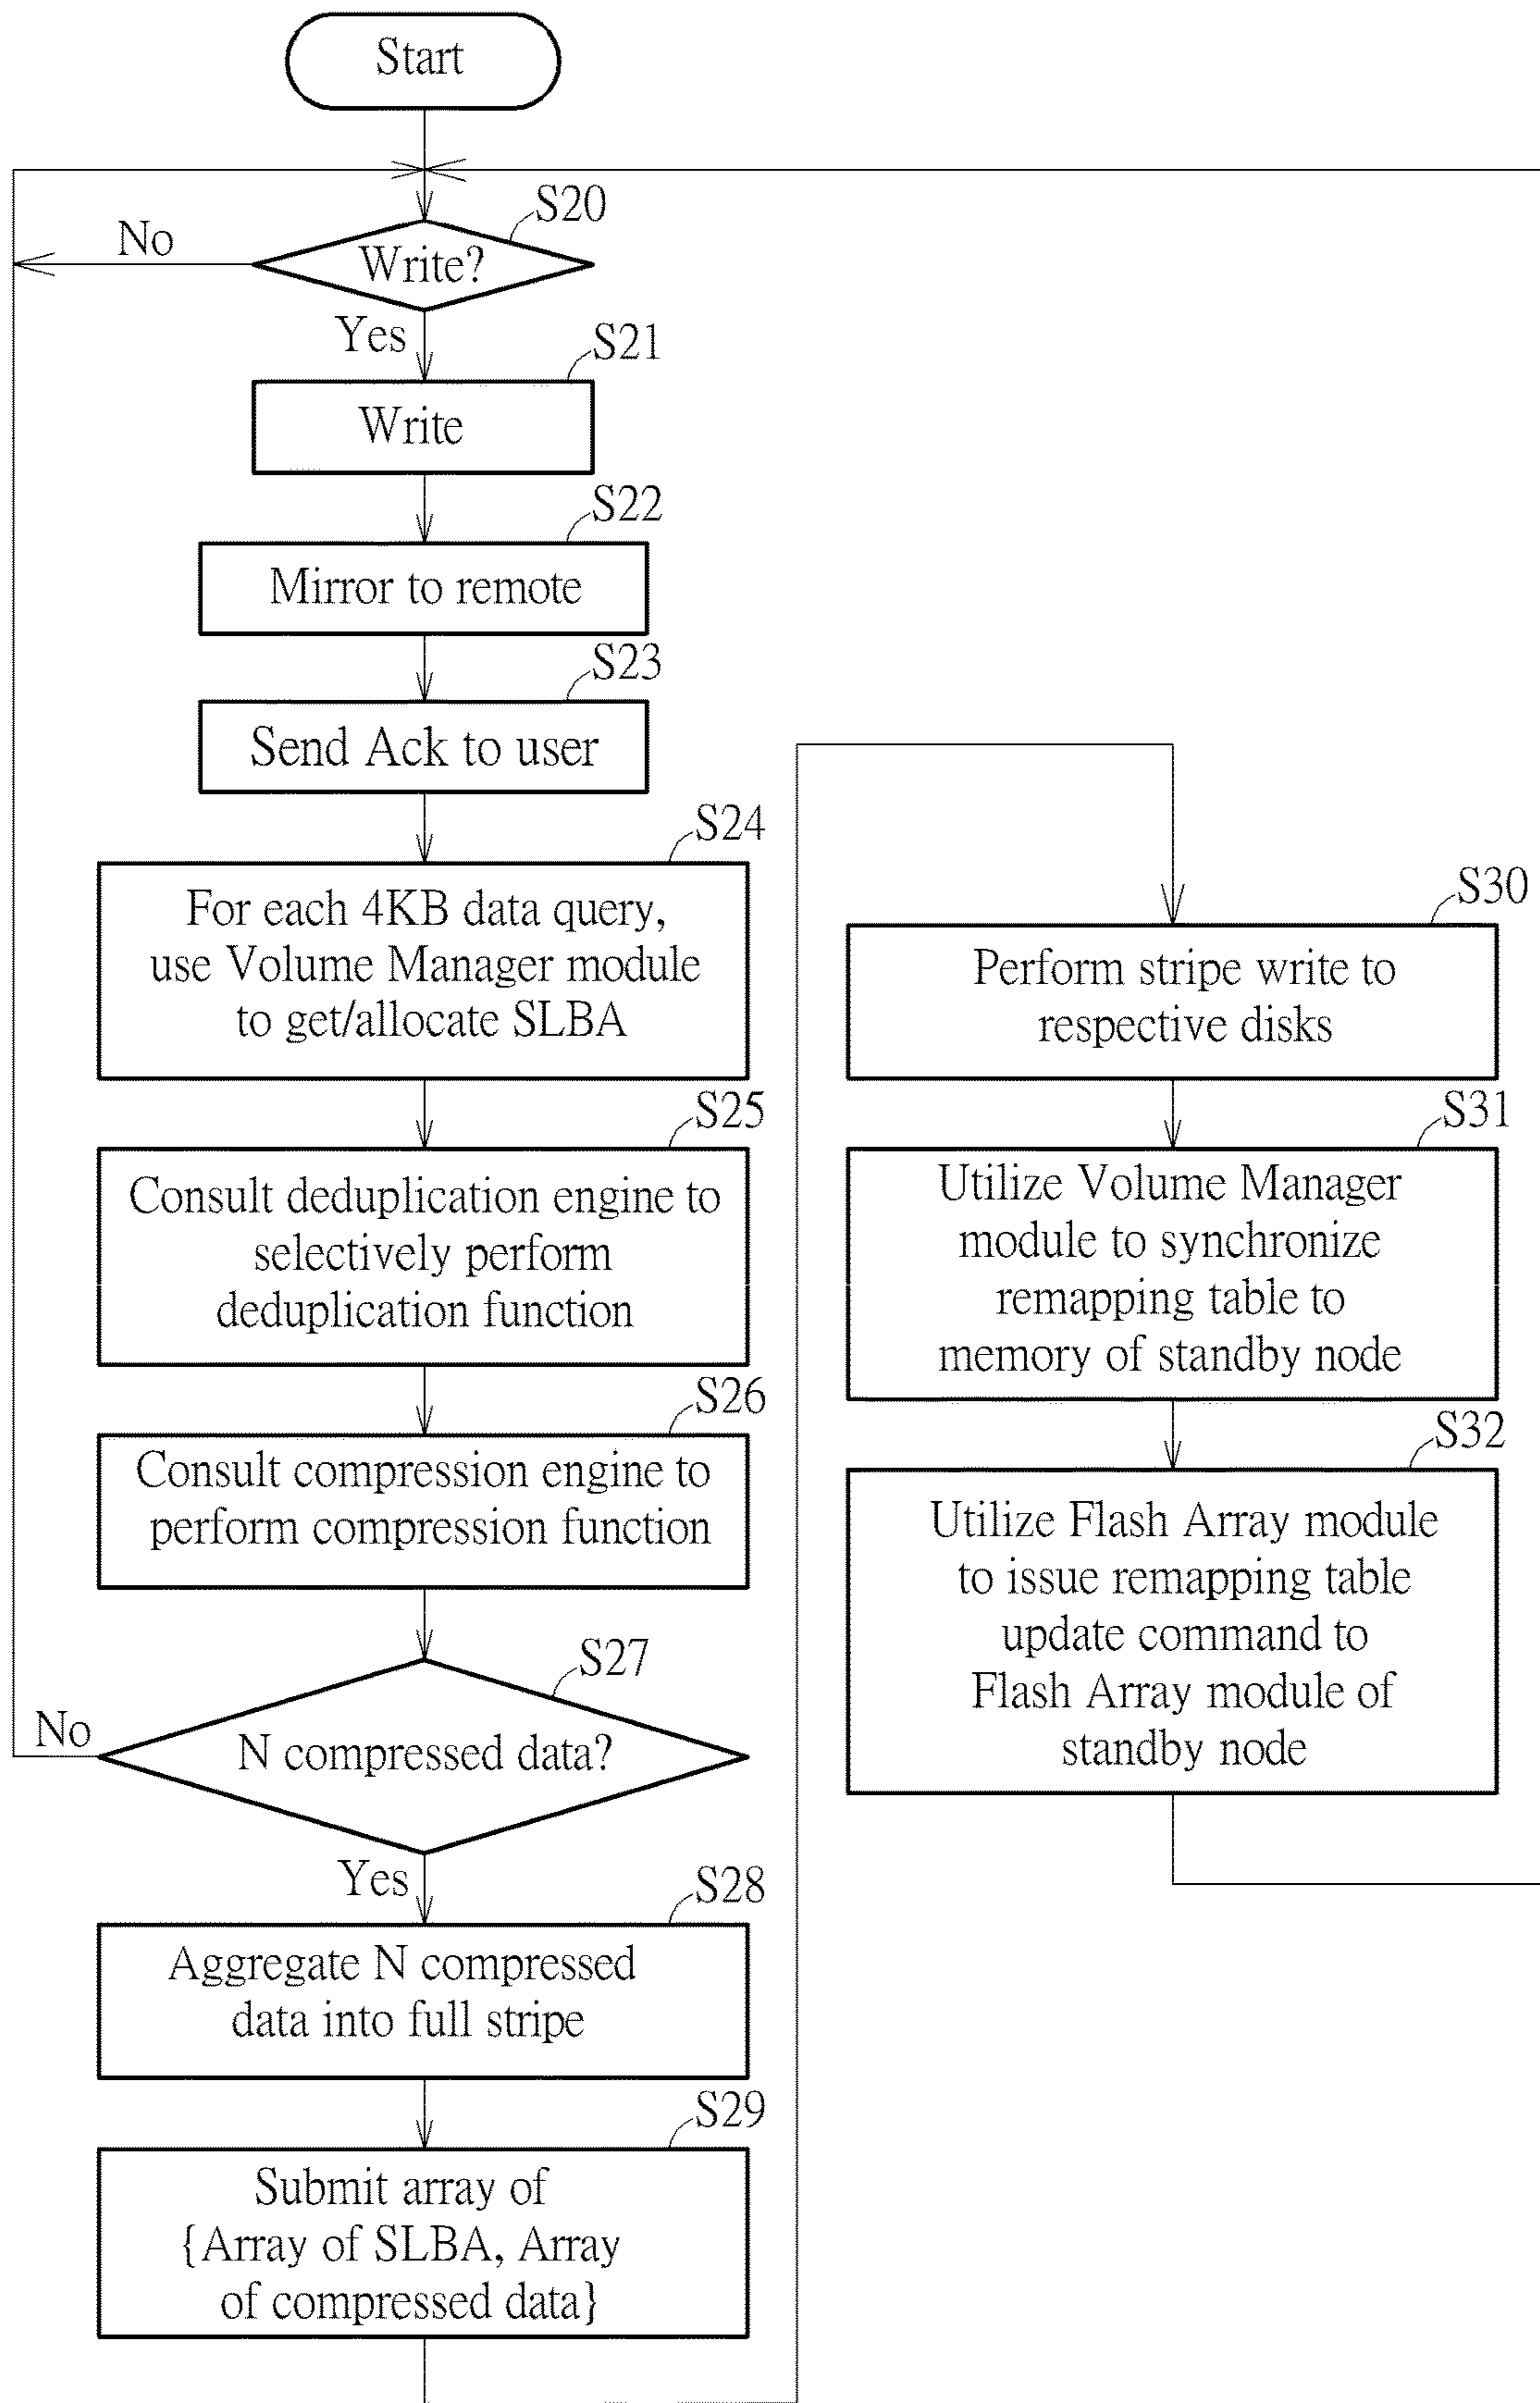 Start
S20
No
Write?
Yes
S21
Write
S22
Mirror to remote
S23
Send Ack to user
S24
For each 4KB data query,
use Volume Manager module
to get/allocate SLBA
S25
Consult deduplication engine to
selectively perform
deduplication function
S26
Consult compression engine to
perform compression function
S27
No
N compressed data?
Yes
S28
Aggregate N compressed
data into full stripe
S29
Submit array of
{Array of SLBA, Array
of compressed data}
S30
Perform stripe write to
respective disks
S31
Utilize Volume Manager
module to synchronize
remapping table to
memory of standby node
S32
Utilize Flash Array module
to issue remapping table
update command to
Flash Array module of
standby node